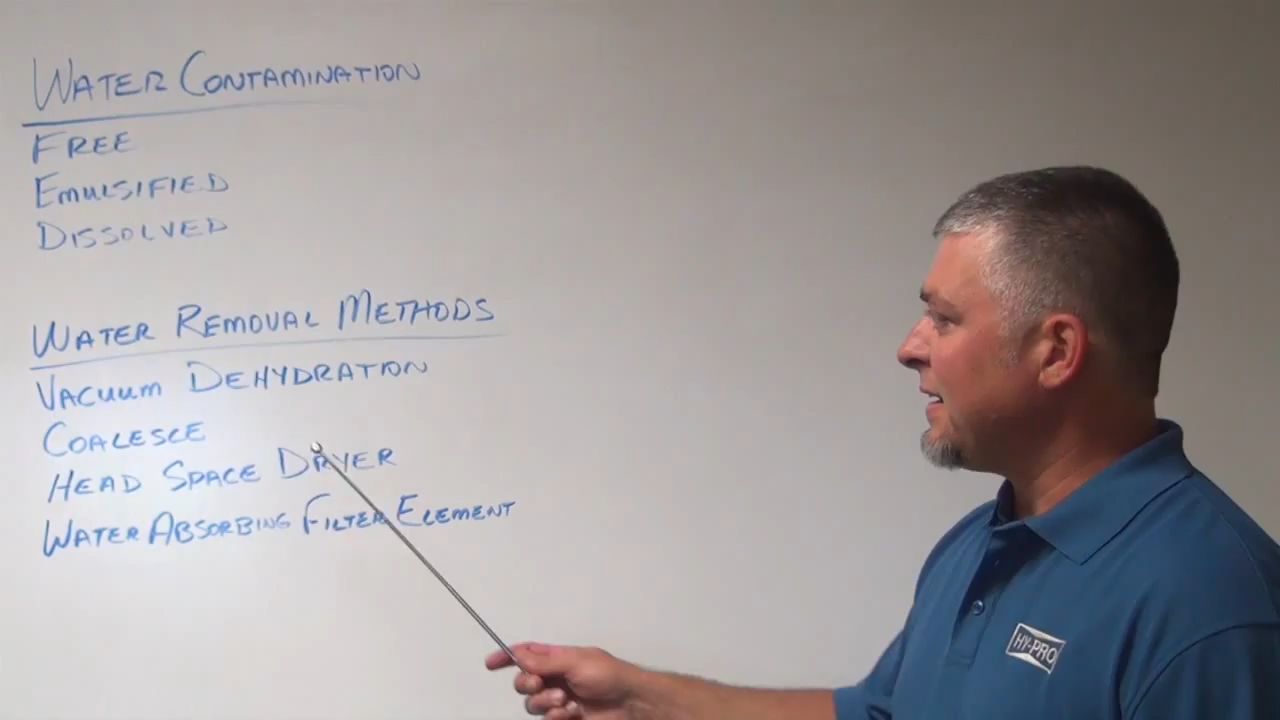 WATER CONTAMINATION
FREE
EMULSIFIED
DISSOLVED
WATER REMOVAL METHODS
VACUUM DEHYDRATION
COALESCE
HEAD SPACE DRYER
WATER ABSORBING FILTER ELEMENT
HY-PRO